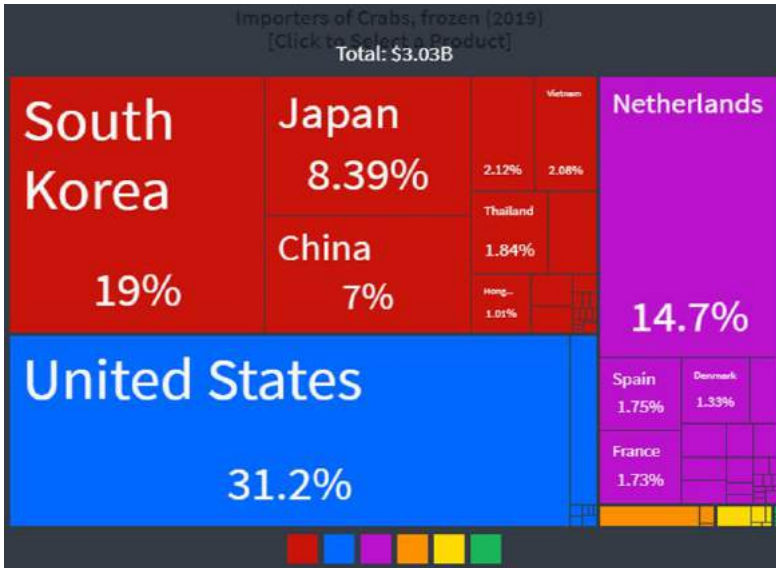 Importers of Crabs, frozen (2019)
[Click to Select a Product]
Total: $3.03B
South
Korea
19%
Japan
8.39%
China
7%
2.12%
Vietnam
2.08%
Thailand
1.84%
Hong...
1.01%
United States
31.2%
Netherlands
14.7%
Spain
1.75%
Denmark
1.33%
France
1.73%